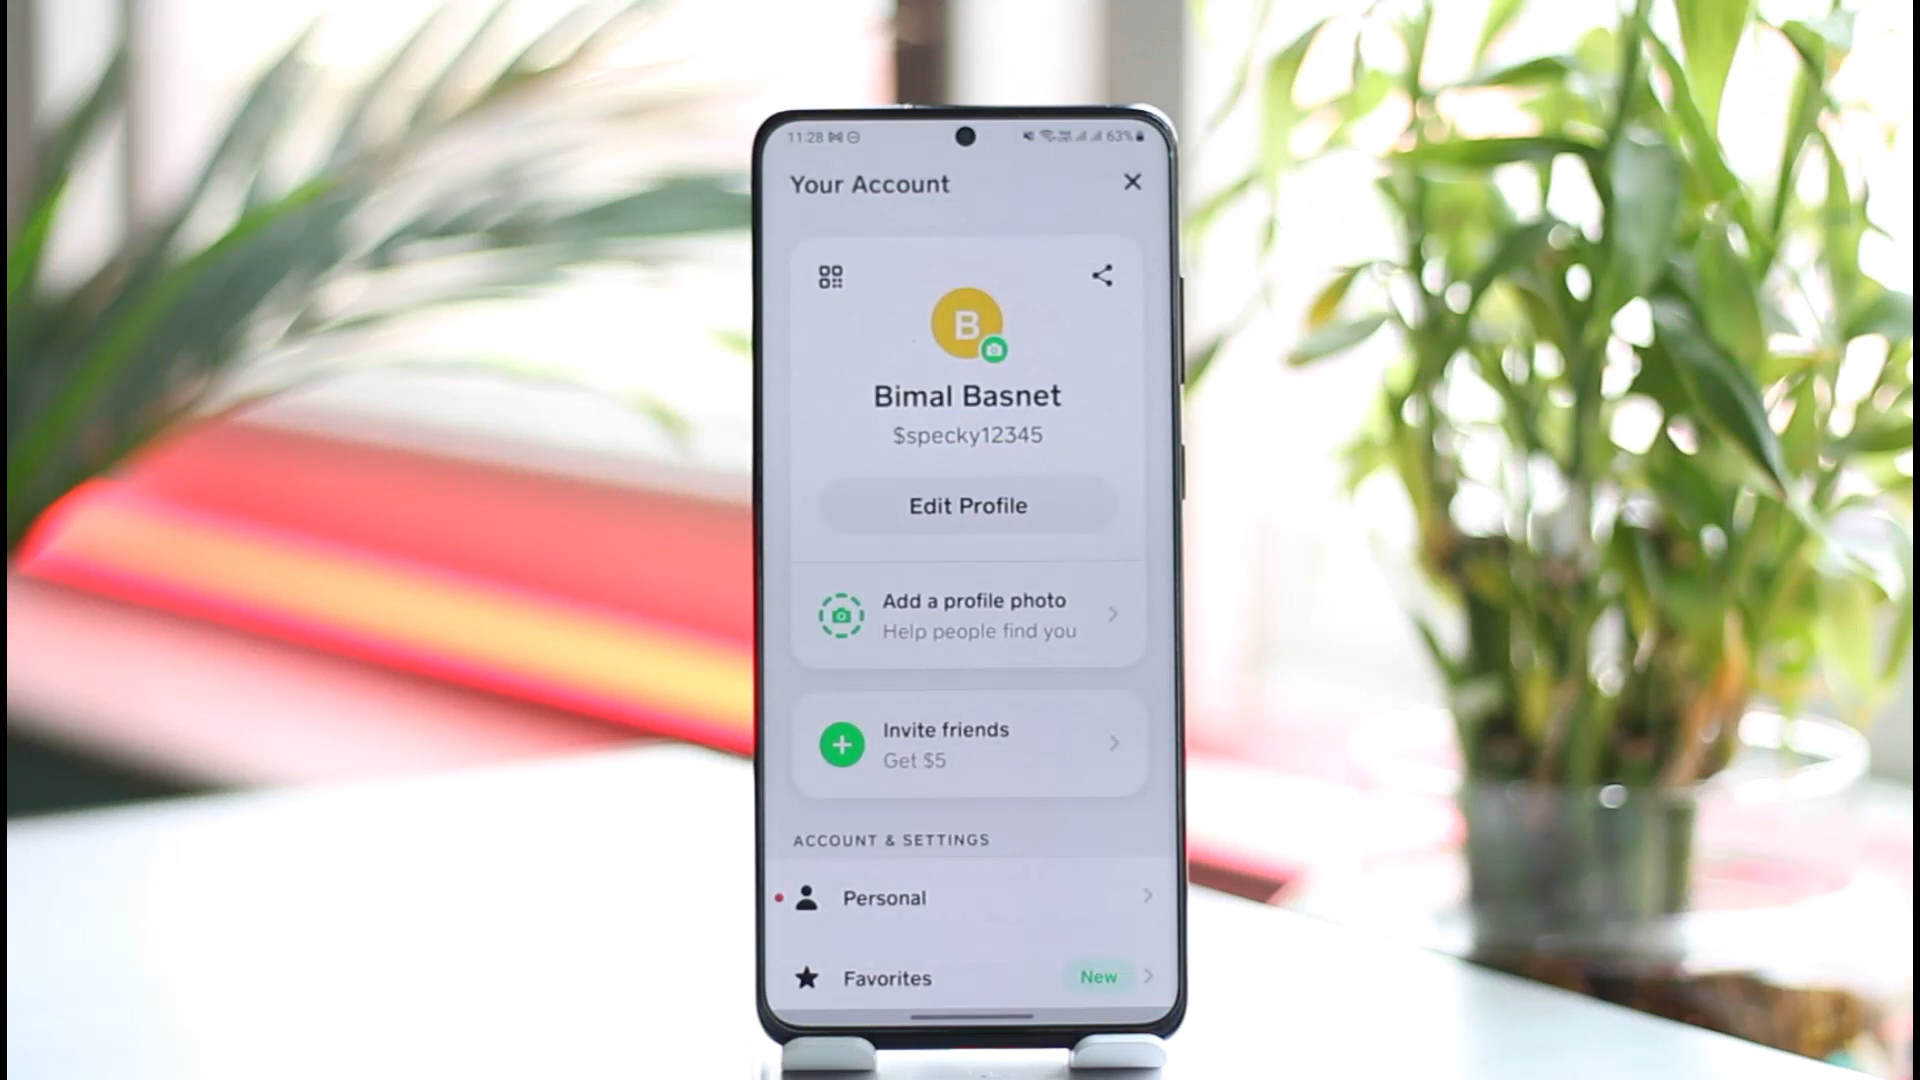 11:28 63%
Your Account
B
Bimal Basnet
$specky12345
Edit Profile
Add a profile photo
Help people find you
Invite friends
Get $5
ACCOUNT & SETTINGS
Personal
Favorites New